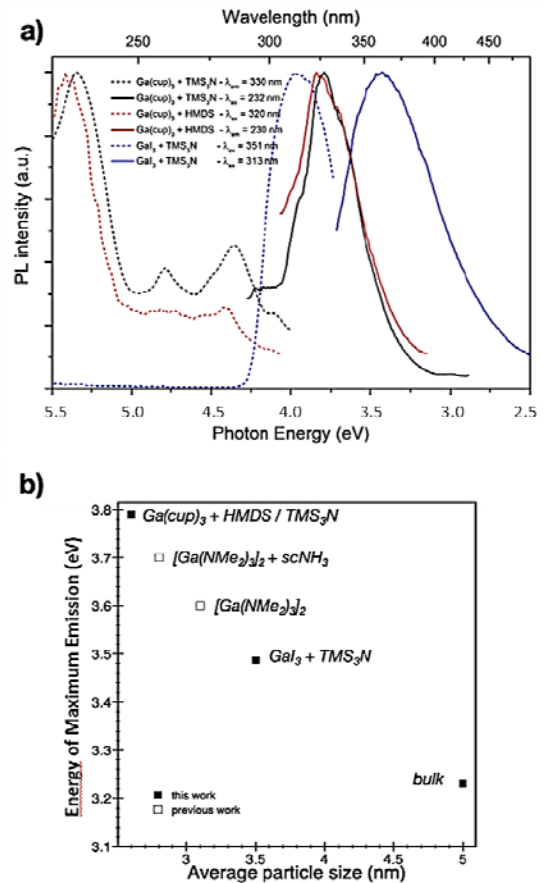 a)
Wavelength (nm)
250 300 350 400 450
Ga(cup)₃ + TMS₃N - λem = 330 nm
Ga(cup)₃ + TMS₃N - λex = 232 nm
Ga(cup)₃ + HMDS - λex = 320 nm
Ga(cup)₃ + HMDS - λem = 230 nm
GaI₃ + TMS₃N - λex = 351 nm
GaI₃ + TMS₃N - λex = 313 nm
PL intensity (a.u.)
5.5 5.0 4.5 4.0 3.5 3.0 2.5
Photon Energy (eV)
b)
Energy of Maximum Emission (eV)
3.8
3.7
3.6
3.5
3.4
3.3
3.2
3.1
Ga(cup)₃ + HMDS / TMS₃N
[Ga(NMe₂)₃]₂ + scNH₃
[Ga(NMe₂)₃]₂
GaI₃ + TMS₃N
bulk
this work
previous work
3 3.5 4 4.5 5
Average particle size (nm)